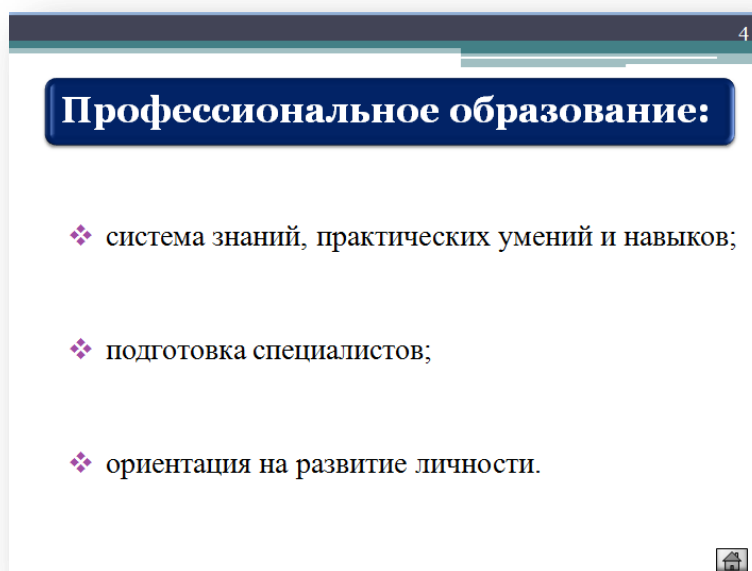 4
Профессиональное образование:
система знаний, практических умений и навыков;
подготовка специалистов;
ориентация на развитие личности.